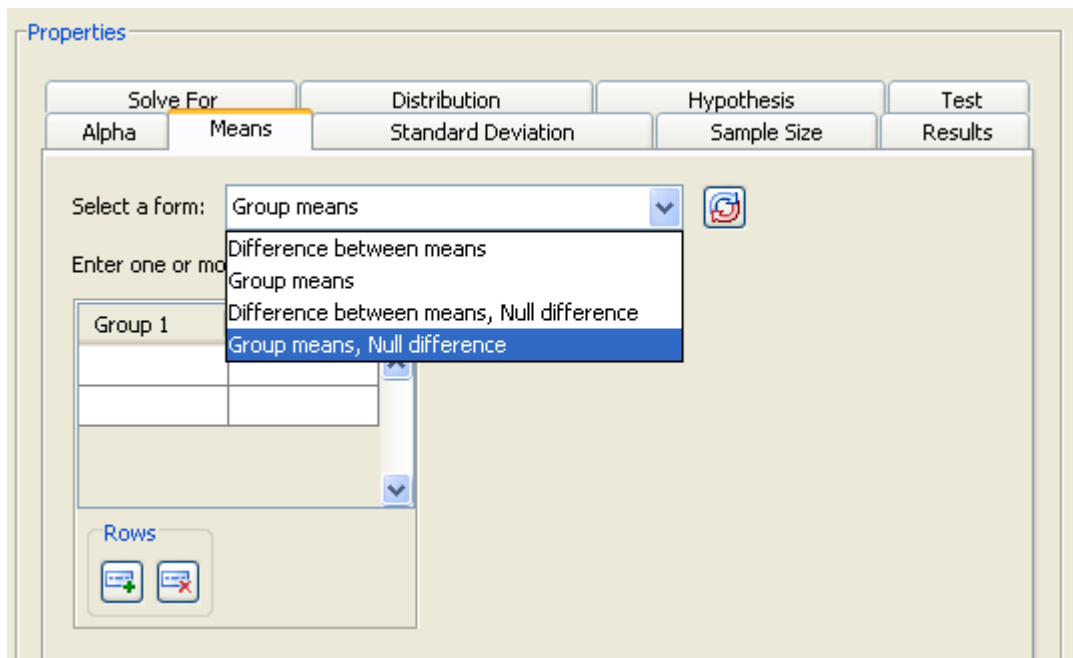 Properties
Solve For Distribution Hypothesis Test
Alpha Means Standard Deviation Sample Size Results
Select a form: Group means
Difference between means
Enter one or mo
Group means
Difference between means, Null difference
Group 1
Group means, Null difference
Rows